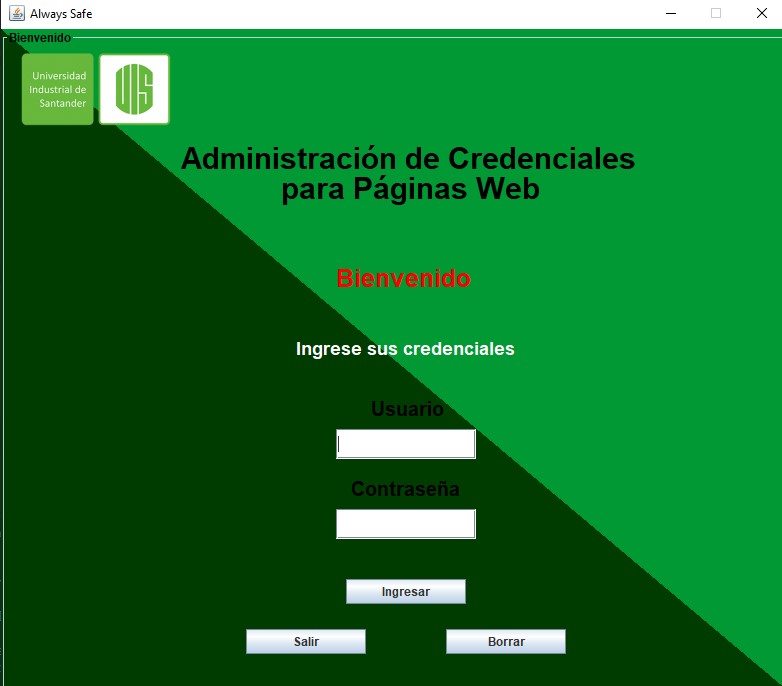 Always Safe
Bienvenido
Universidad
Industrial de
Santander
UIS
Administración de Credenciales
para Páginas Web
Bienvenido
Ingrese sus credenciales
Usuario
Contraseña
Ingresar
Salir
Borrar